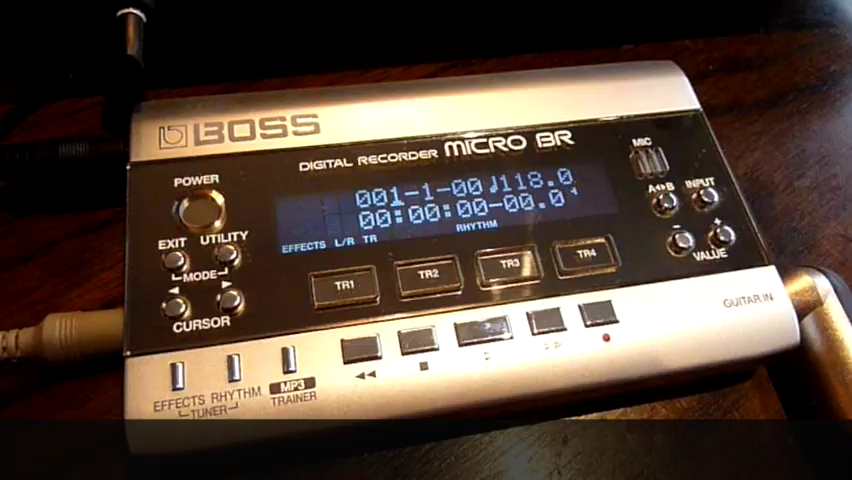 BOSS
DIGITAL RECORDER MICRO BR
MIC
POWER
001-1-00 ♩118.0
00:00:00-00.0
A↔B INPUT
EXIT UTILITY
EFFECTS L/R TR RHYTHM
- +
VALUE
MODE
TR1 TR2 TR3 TR4
CURSOR
GUITAR IN
EFFECTS RHYTHM
TUNER
MP3
TRAINER